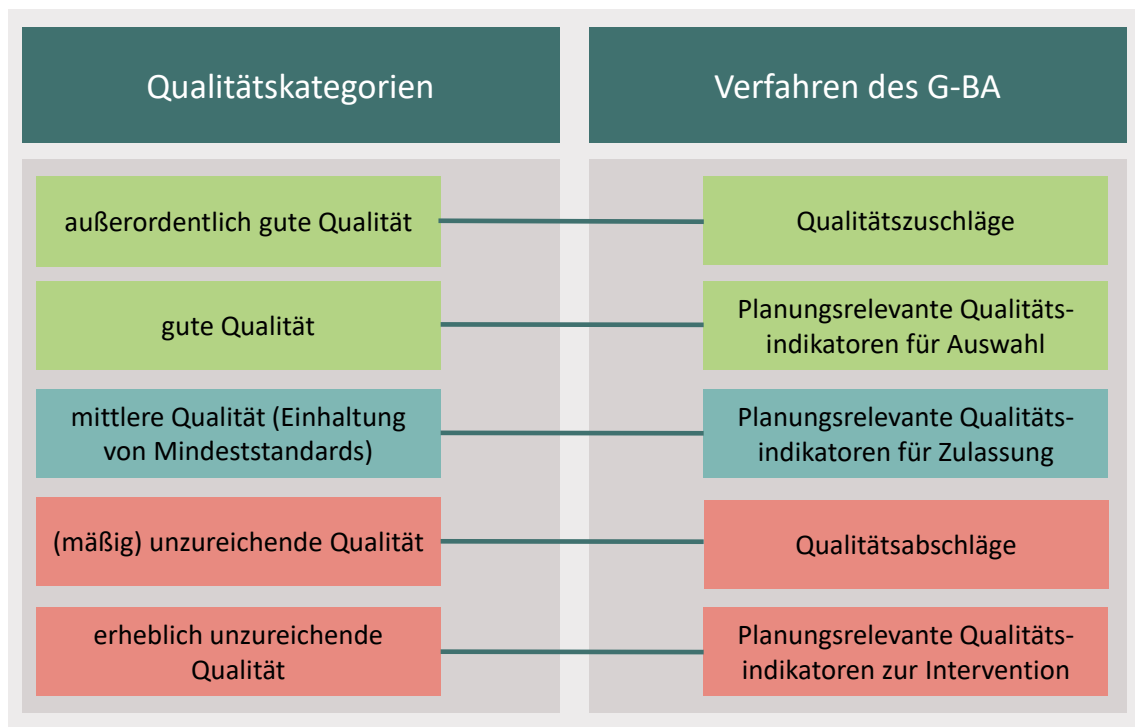 Qualitätskategorien
Verfahren des G-BA
außerordentlich gute Qualität
Qualitätszuschläge
gute Qualität
Planungsrelevante Qualitäts-
indikatoren für Auswahl
mittlere Qualität (Einhaltung
von Mindeststandards)
Planungsrelevante Qualitäts-
indikatoren für Zulassung
(mäßig) unzureichende Qualität
Qualitätsabschläge
erheblich unzureichende
Qualität
Planungsrelevante Qualitäts-
indikatoren zur Intervention